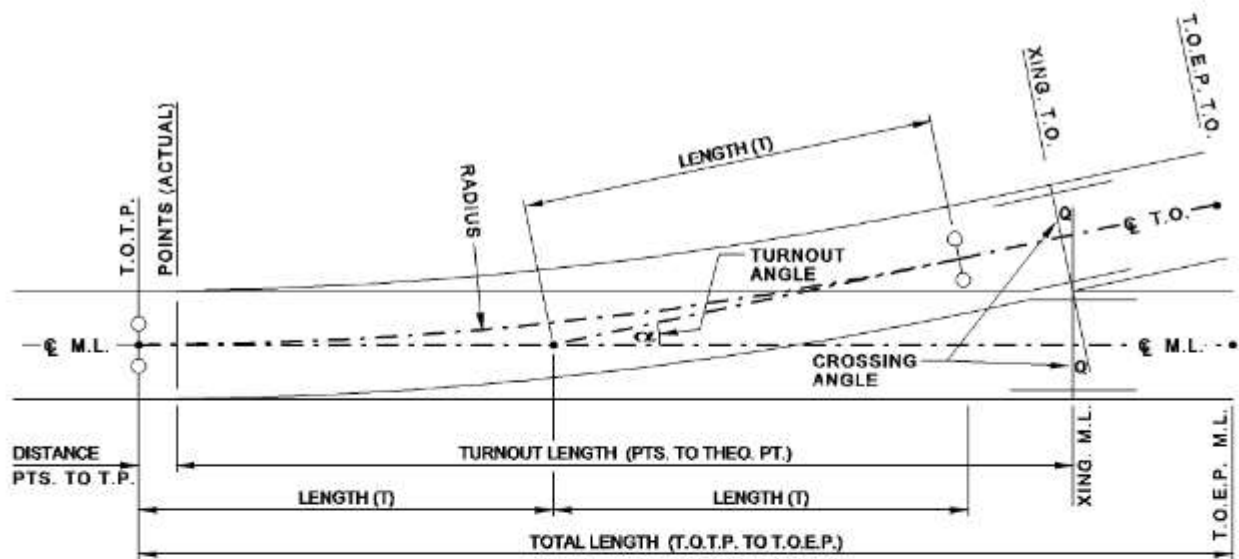 T.O.E.P. T.O.
XING. T.O.
POINTS (ACTUAL)
T.O.T.P.
LENGTH (T)
RADIUS
Q
℄ T.O.
TURNOUT
ANGLE
℄ M.L.
α
℄ M.L.
CROSSING
ANGLE
Q
DISTANCE
PTS. TO T.P.
TURNOUT LENGTH (PTS. TO THEO. PT.)
XING. M.L.
T.O.E.P. M.L.
LENGTH (T)
LENGTH (T)
TOTAL LENGTH (T.O.T.P. TO T.O.E.P.)